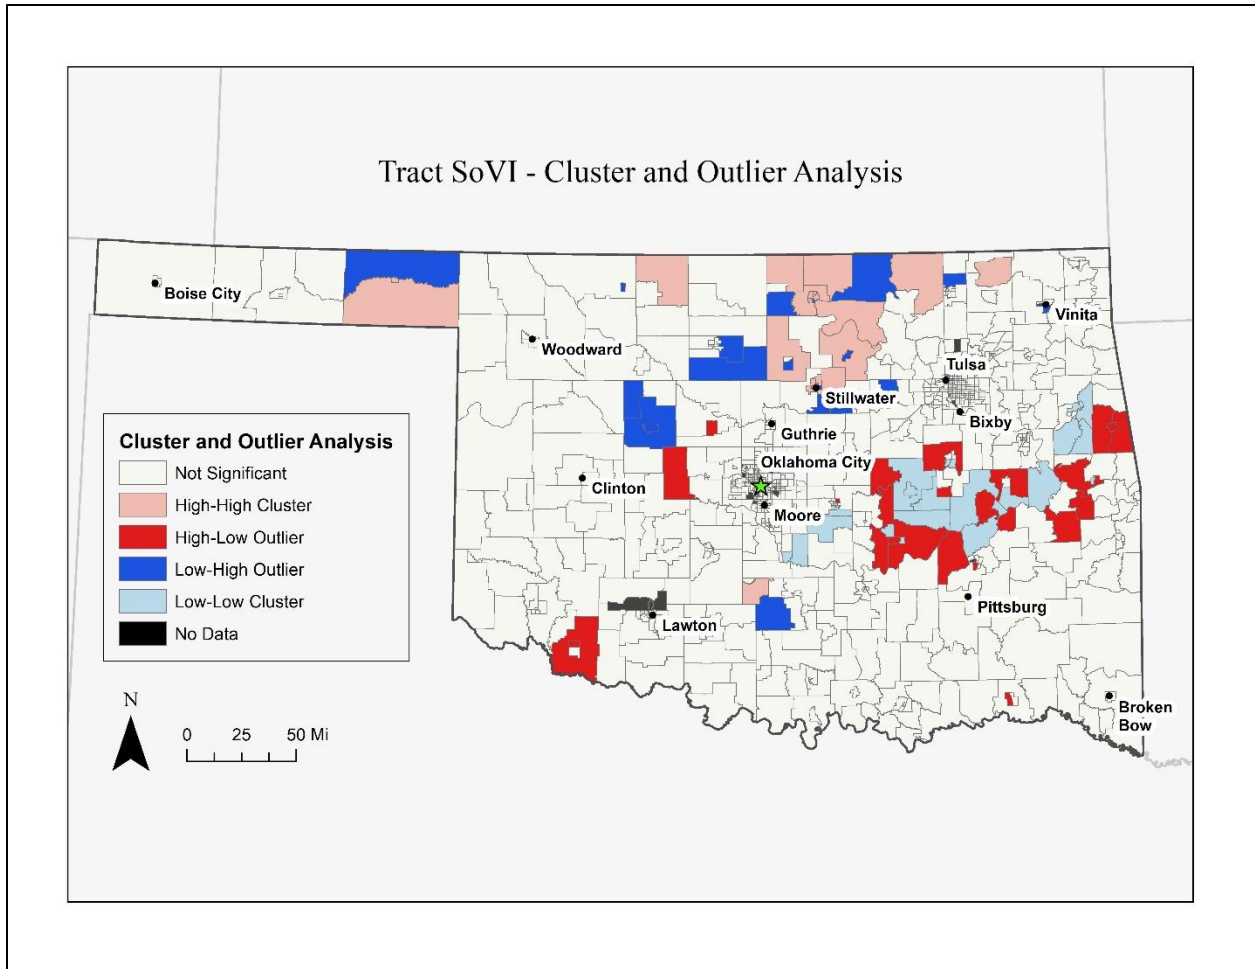 Tract SoVI - Cluster and Outlier Analysis
Boise City
Vinita
Woodward
Tulsa
Stillwater
Bixby
Guthrie
Oklahoma City
Clinton
Moore
Pittsburg
Lawton
Broken
Bow
Cluster and Outlier Analysis
Not Significant
High-High Cluster
High-Low Outlier
Low-High Outlier
Low-Low Cluster
No Data
N
0 25 50 Mi